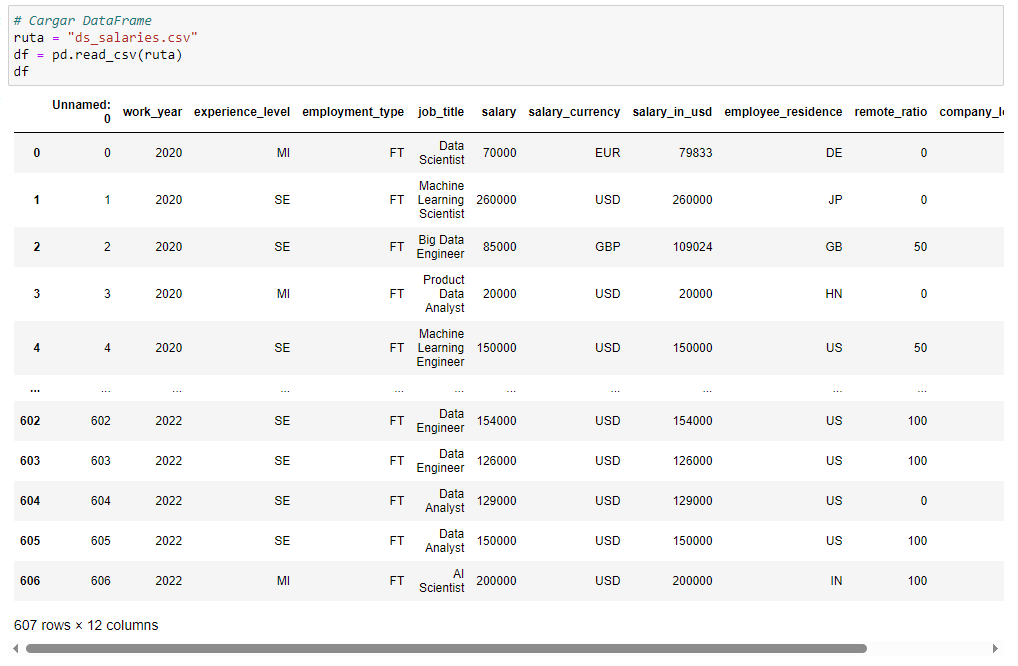 # Cargar DataFrame
ruta = "ds_salaries.csv"
df = pd.read_csv(ruta)
df
Unnamed: 0 work_year experience_level employment_type job_title salary salary_currency salary_in_usd employee_residence remote_ratio
0 0 2020 MI FT Data Scientist 70000 EUR 79833 DE 0
1 1 2020 SE FT Machine Learning Scientist 260000 USD 260000 JP 0
2 2 2020 SE FT Big Data Engineer 85000 GBP 109024 GB 50
3 3 2020 MI FT Product Data Analyst 20000 USD 20000 HN 0
4 4 2020 SE FT Machine Learning Engineer 150000 USD 150000 US 50
... ... ... ... ... ... ... ... ... ... ...
602 602 2022 SE FT Data Engineer 154000 USD 154000 US 100
603 603 2022 SE FT Data Engineer 126000 USD 126000 US 100
604 604 2022 SE FT Data Analyst 129000 USD 129000 US 0
605 605 2022 SE FT Data Analyst 150000 USD 150000 US 100
606 606 2022 MI FT AI Scientist 200000 USD 200000 IN 100
607 rows × 12 columns